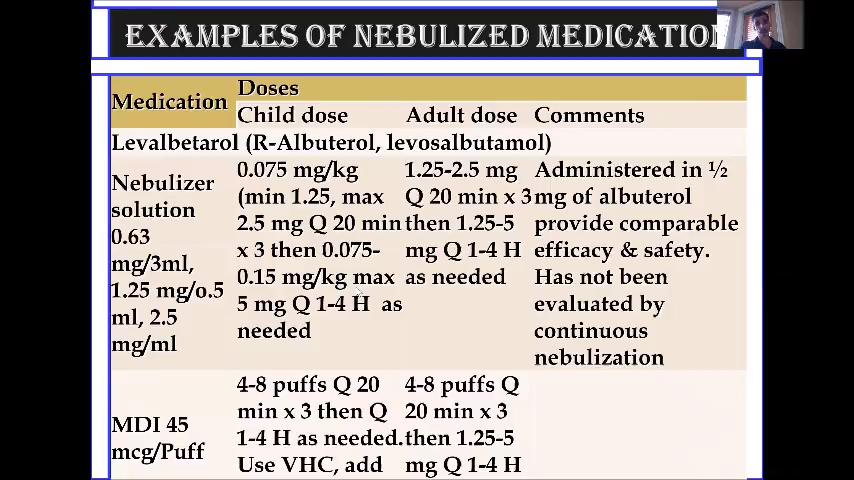 EXAMPLES OF NEBULIZED MEDICATION
Medication
Doses
Child dose
Adult dose
Comments
Levalbetarol (R-Albuterol, levosalbutamol)
Nebulizer
solution
0.63
mg/3ml,
1.25 mg/0.5
ml, 2.5
mg/ml
0.075 mg/kg
(min 1.25, max
2.5 mg Q 20 min
x 3 then 0.075-
0.15 mg/kg max
5 mg Q 1-4 H as
needed
1.25-2.5 mg
Q 20 min x 3
then 1.25-5
mg Q 1-4 H
as needed
Administered in ½
mg of albuterol
provide comparable
efficacy & safety.
Has not been
evaluated by
continuous
nebulization
MDI 45
mcg/Puff
4-8 puffs Q 20
min x 3 then Q
1-4 H as needed.
Use VHC, add
4-8 puffs Q
20 min x 3
then 1.25-5
mg Q 1-4 H